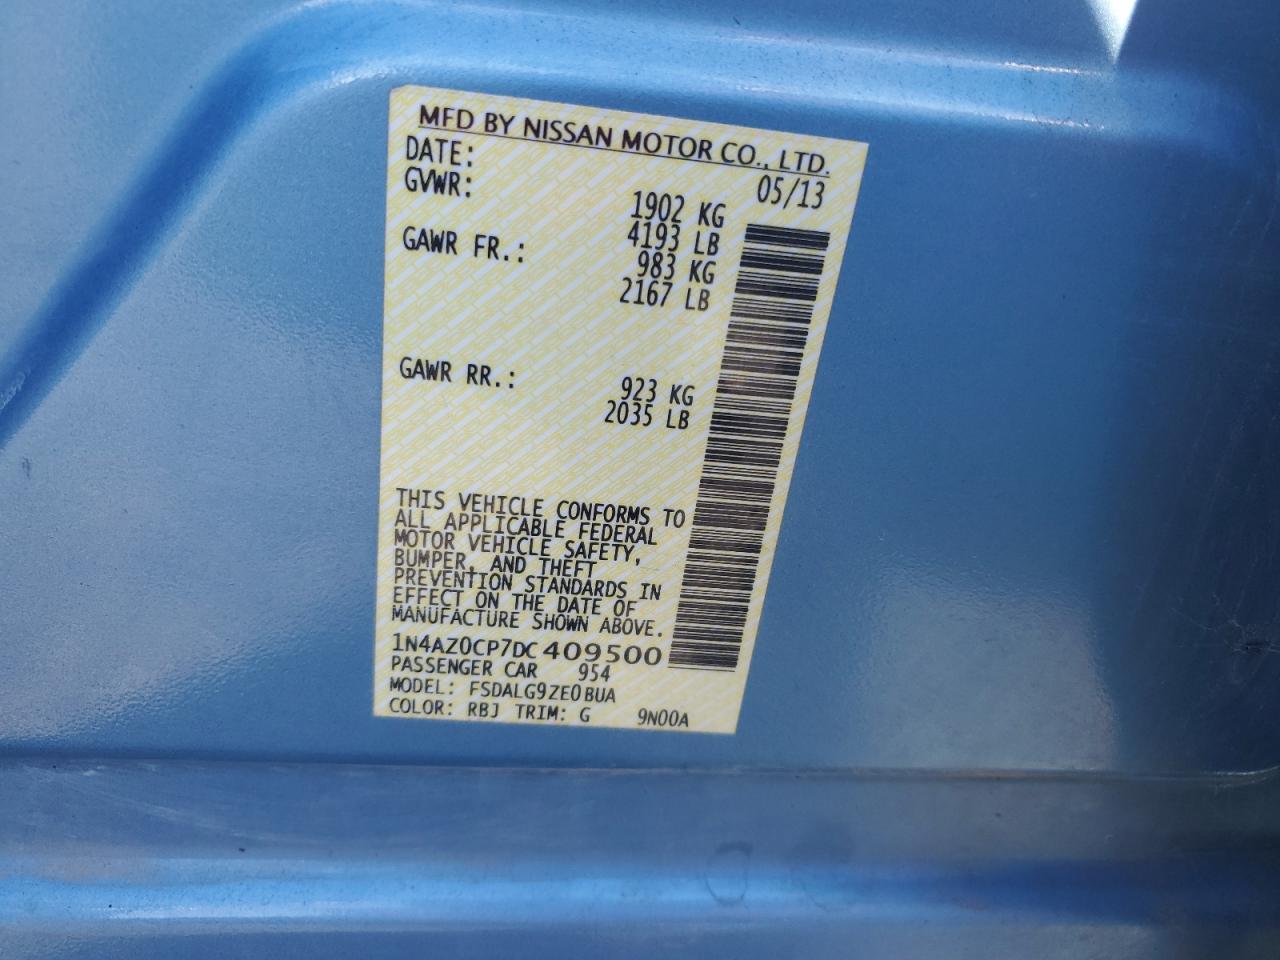 MFD BY NISSAN MOTOR CO., LTD.
DATE: 05/13
GVWR: 1902 KG
4193 LB
GAWR FR.: 983 KG
2167 LB
GAWR RR.: 923 KG
2035 LB
THIS VEHICLE CONFORMS TO
ALL APPLICABLE FEDERAL
MOTOR VEHICLE SAFETY,
BUMPER, AND THEFT
PREVENTION STANDARDS IN
EFFECT ON THE DATE OF
MANUFACTURE SHOWN ABOVE.
1N4AZ0CP7DC409500
PASSENGER CAR 954
MODEL: FSDALG9ZE0BUA
COLOR: RBJ TRIM: G 9N00A